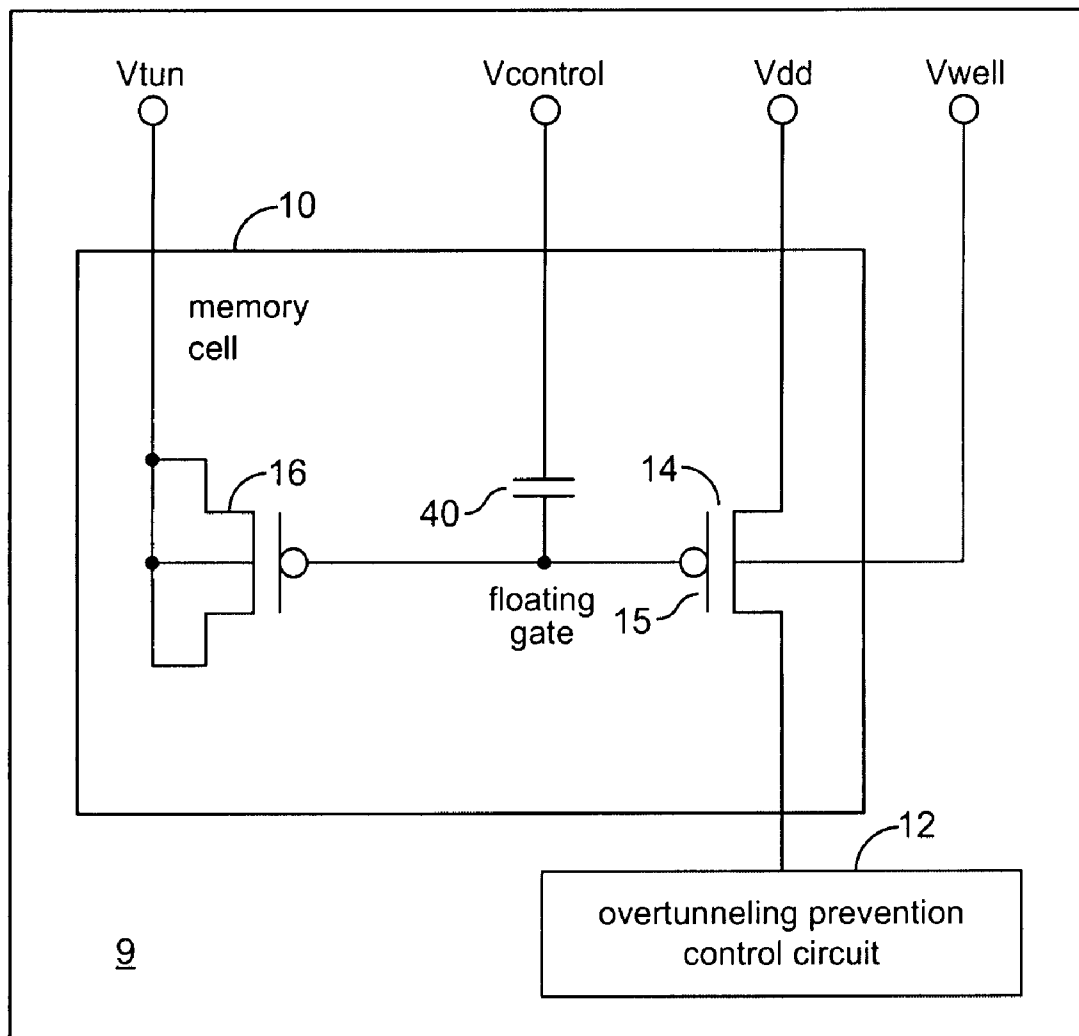 Vtun
Vcontrol
Vdd
Vwell
10
memory
cell
16
40
14
floating
gate
15
12
overtunneling prevention
control circuit
9